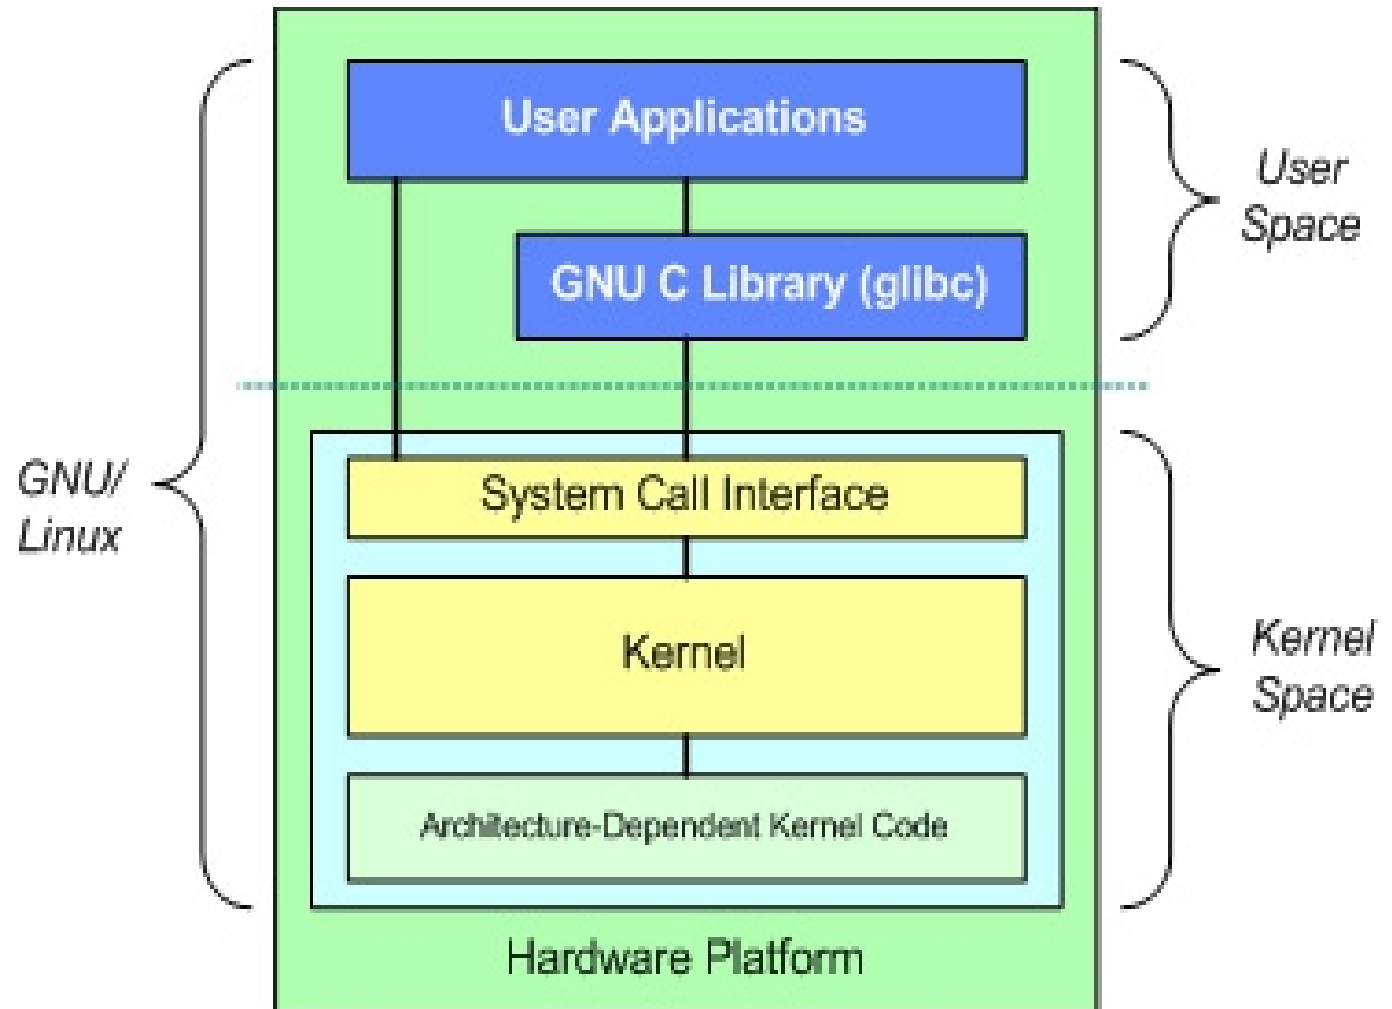 User Applications
GNU C Library (glibc)
User
Space
GNU/
Linux
System Call Interface
Kernel
Architecture-Dependent Kernel Code
Kernel
Space
Hardware Platform